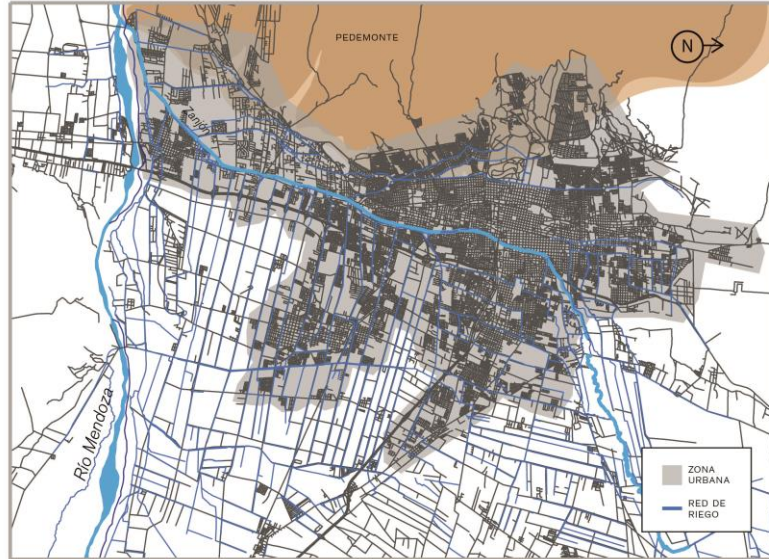 PEDEMONTE
N
Zanjón
Río Mendoza
ZONA
URBANA
RED DE
RIEGO